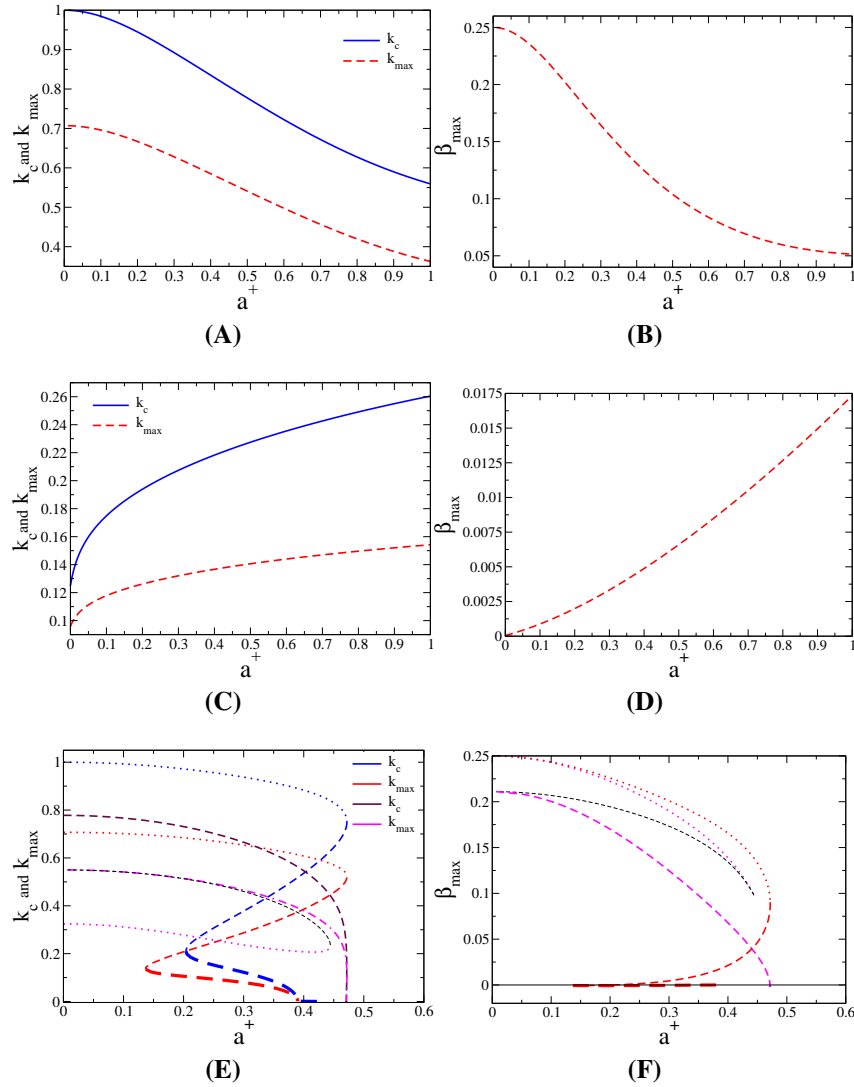 k_c and k_max
1
0.9
0.8
0.7
0.6
0.5
0.4
k_c
k_max
0 0.1 0.2 0.3 0.4 0.5 0.6 0.7 0.8 0.9 1
a^+
(A)
β_max
0.25
0.2
0.15
0.1
0.05
0 0.1 0.2 0.3 0.4 0.5 0.6 0.7 0.8 0.9 1
a^+
(B)
k_c and k_max
0.26
0.24
0.22
0.2
0.18
0.16
0.14
0.12
0.1
k_c
k_max
0 0.1 0.2 0.3 0.4 0.5 0.6 0.7 0.8 0.9 1
a^+
(C)
β_max
0.0175
0.015
0.0125
0.01
0.0075
0.005
0.0025
0
0 0.1 0.2 0.3 0.4 0.5 0.6 0.7 0.8 0.9 1
a^+
(D)
k_c and k_max
1
0.8
0.6
0.4
0.2
0
k_c
k_max
k_c
k_max
0 0.1 0.2 0.3 0.4 0.5 0.6
a^+
(E)
β_max
0.25
0.2
0.15
0.1
0.05
0
0 0.1 0.2 0.3 0.4 0.5 0.6
a^+
(F)